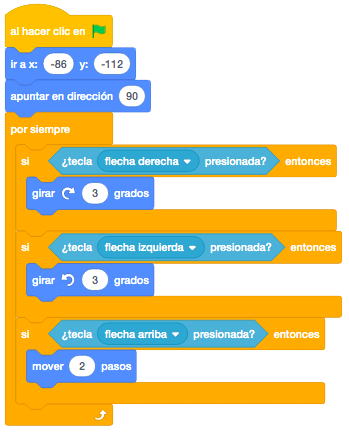 al hacer clic en
ir a x: -86 y: -112
apuntar en dirección 90
por siempre
si ¿tecla flecha derecha presionada? entonces
girar 3 grados
si ¿tecla flecha izquierda presionada? entonces
girar 3 grados
si ¿tecla flecha arriba presionada? entonces
mover 2 pasos